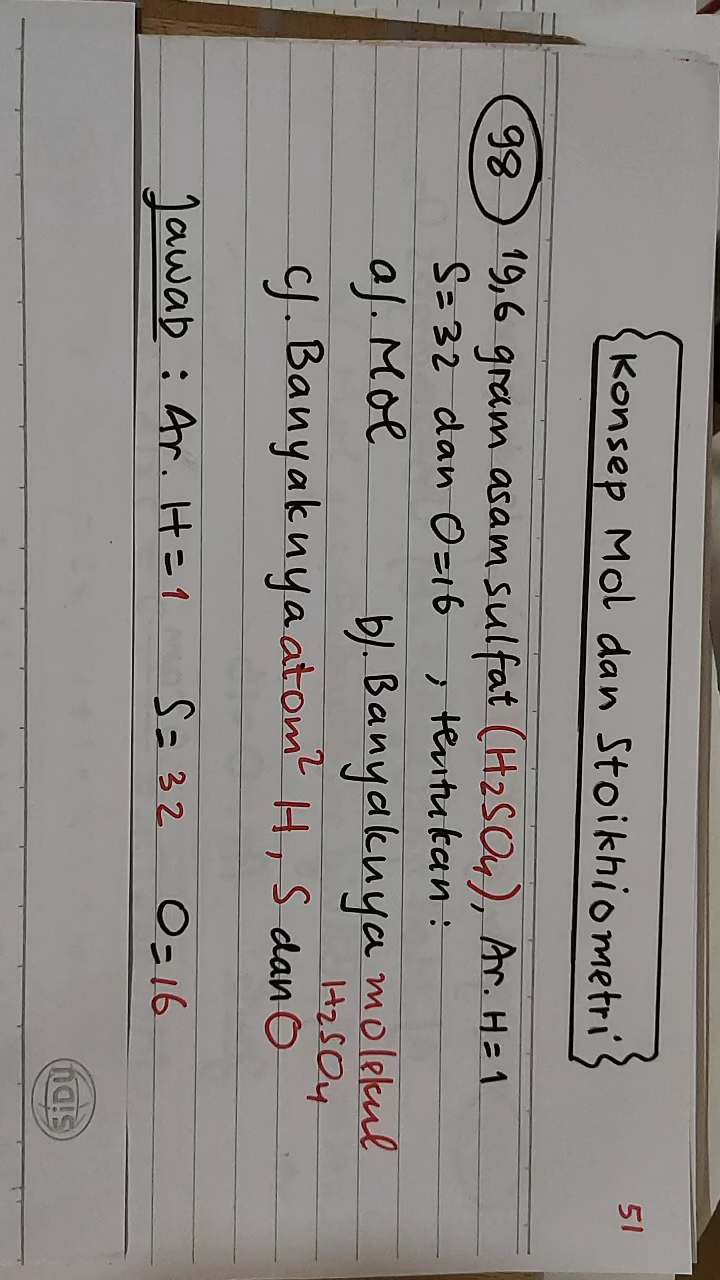 51
Konsep Mol dan Stoikhiometri
98 19,6 gram asam sulfat (H2SO4), Ar. H=1
S=32 dan O=16, tentukan:
a). Mol b). Banyaknya molekul
H2SO4
c). Banyaknya atom² H, S dan O
Jawab : Ar. H=1 S=32 O=16
SIDU